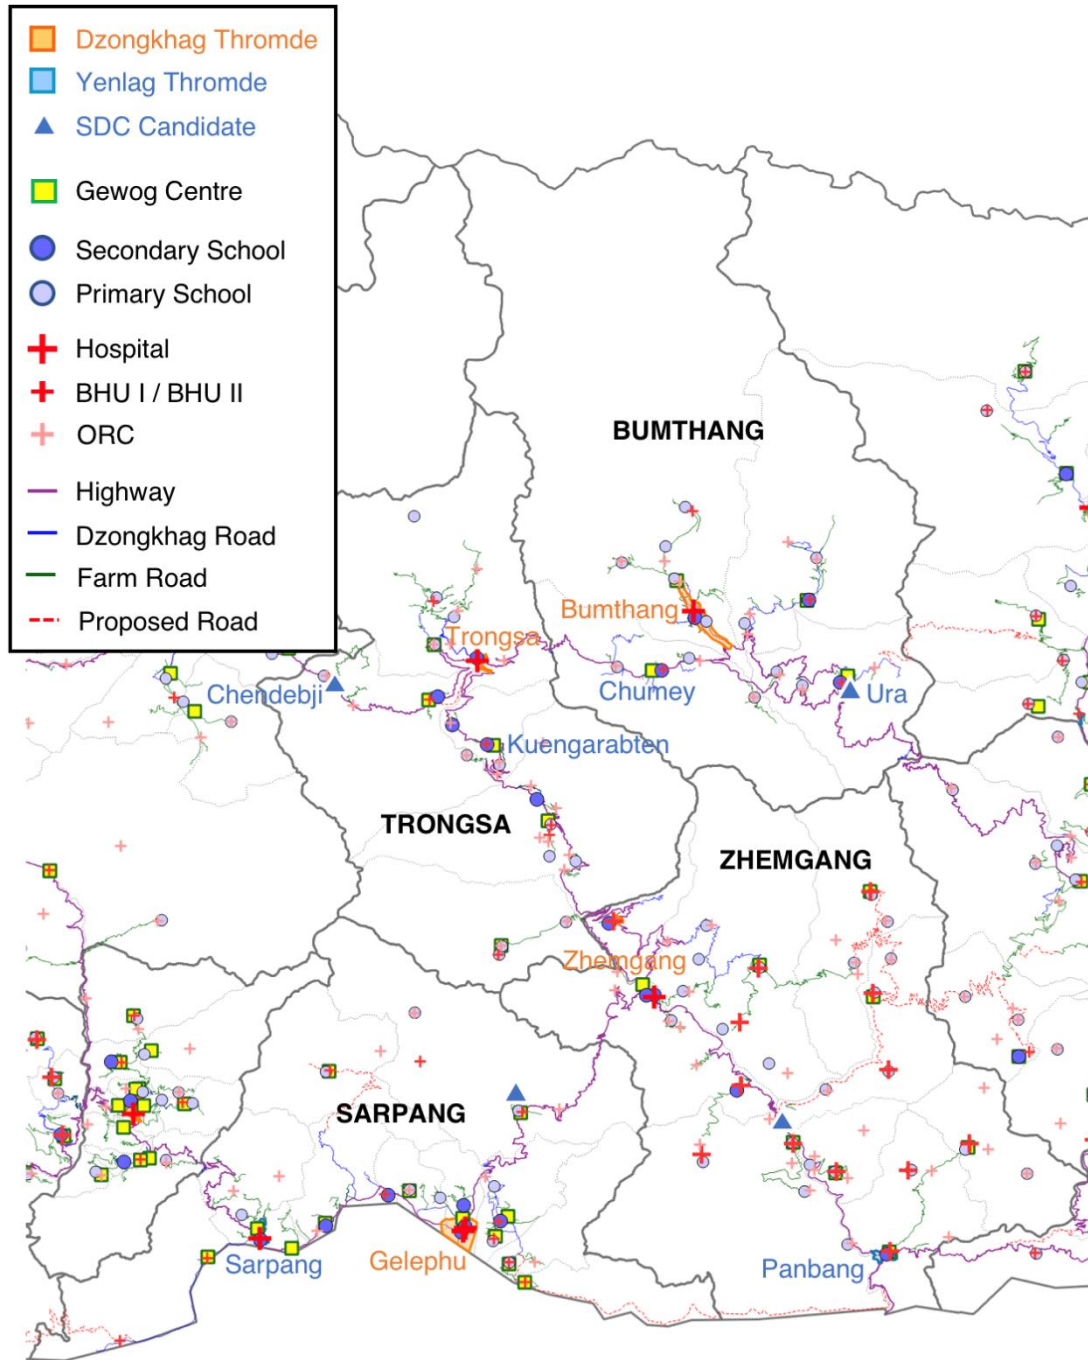 Dzongkhag Thromde
Yenlag Thromde
SDC Candidate
Gewog Centre
Secondary School
Primary School
Hospital
BHU I / BHU II
ORC
Highway
Dzongkhag Road
Farm Road
Proposed Road
BUMTHANG
Bumthang
Trongsa
Chendebji
Chumey
Ura
Kuengarabten
TRONGSA
ZHEMGANG
Zhemgang
SARPANG
Sarpang
Gelephu
Panbang